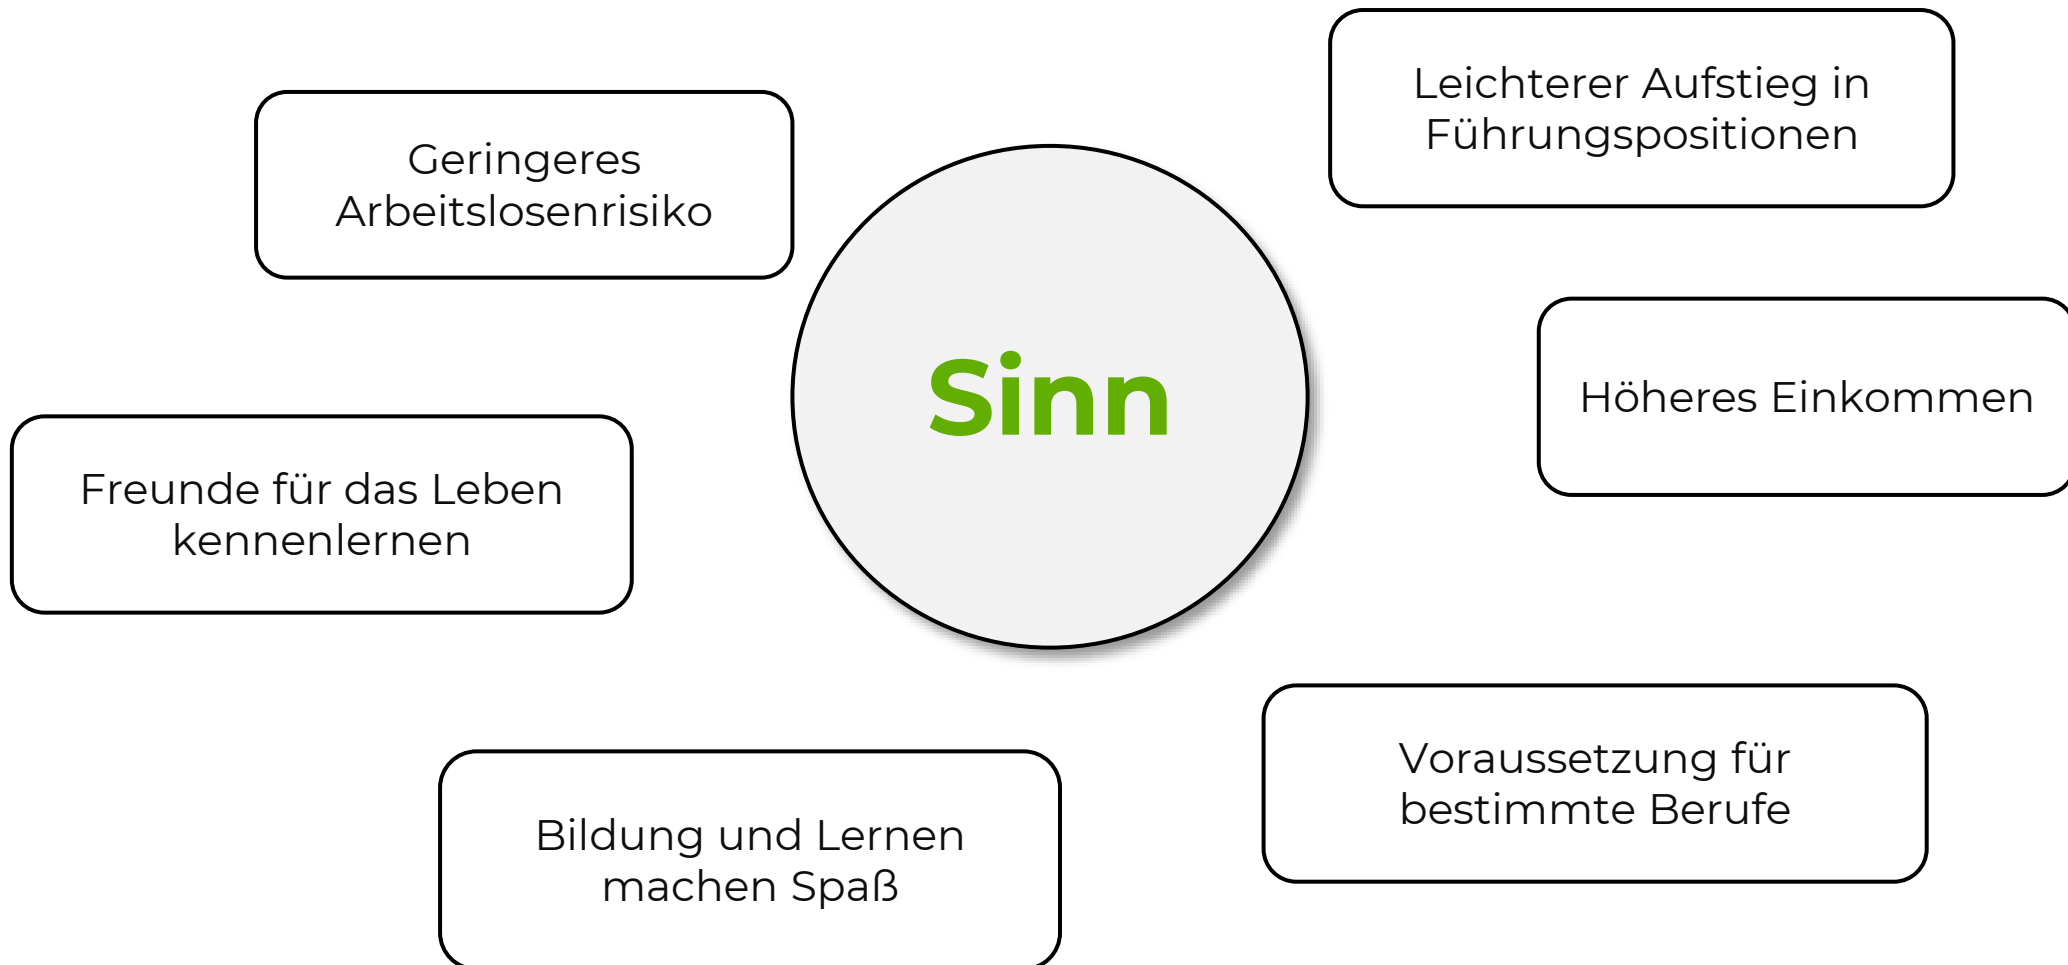 Leichterer Aufstieg in
Führungspositionen
Geringeres
Arbeitslosenrisiko
Sinn
Höheres Einkommen
Freunde für das Leben
kennenlernen
Voraussetzung für
bestimmte Berufe
Bildung und Lernen
machen Spaß